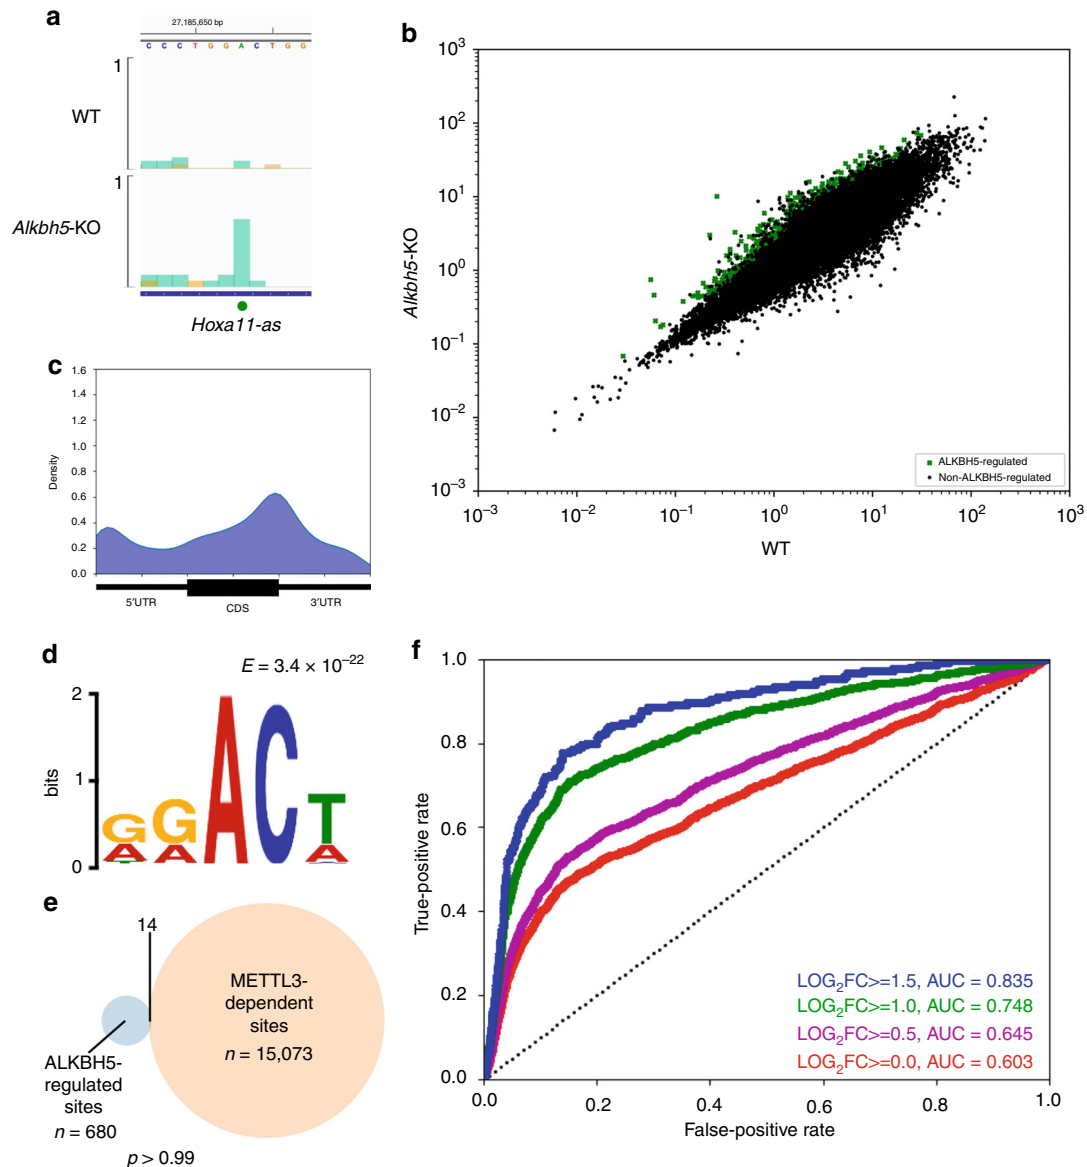 a
27,185,650 bp
C C C T G G A C T G G
1
WT
1
Alkbh5-KO
Hoxa11-as
b
10³
10²
10¹
10⁰
10⁻¹
10⁻²
10⁻³
Alkbh5-KO
ALKBH5-regulated
Non-ALKBH5-regulated
10⁻³ 10⁻² 10⁻¹ 10⁰ 10¹ 10² 10³
WT
c
1.6
1.4
1.2
1.0
0.8
0.6
0.4
0.2
0.0
Density
5′UTR CDS 3′UTR
d
E = 3.4 × 10⁻²²
2
1
0
bits
G G A C T
A A A
e
14
METTL3-
dependent
sites
n = 15,073
ALKBH5-
regulated
sites
n = 680
p > 0.99
f
1.0
0.8
0.6
0.4
0.2
0.0
True-positive rate
LOG₂FC>=1.5, AUC = 0.835
LOG₂FC>=1.0, AUC = 0.748
LOG₂FC>=0.5, AUC = 0.645
LOG₂FC>=0.0, AUC = 0.603
0.0 0.2 0.4 0.6 0.8 1.0
False-positive rate